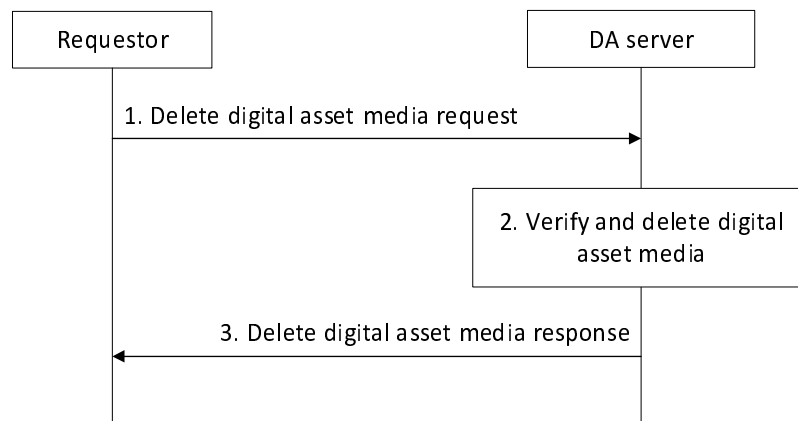 Requestor
DA server
1. Delete digital asset media request
2. Verify and delete digital
asset media
3. Delete digital asset media response